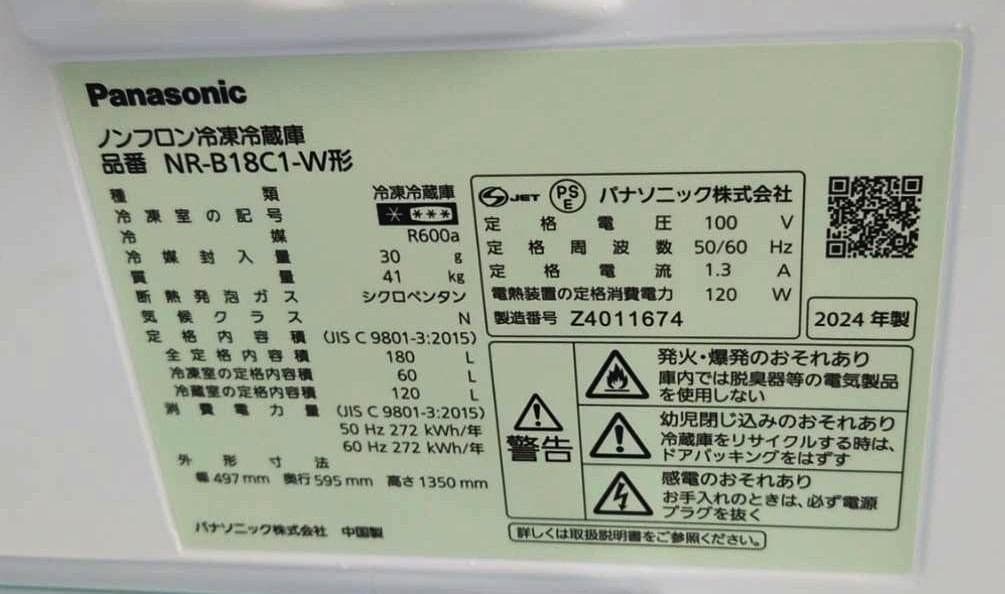 Panasonic
ノンフロン冷凍冷蔵庫
品番 NR-B18C1-W形
種類 冷凍冷蔵庫
冷凍室の記号 * ***
冷媒 R600a
冷媒封入量 30 g
質量 41 kg
断熱発泡ガス シクロペンタン
気候クラス N
定格内容積 (JIS C 9801-3:2015)
全定格内容積 180 L
冷凍室の定格内容積 60 L
冷蔵室の定格内容積 120 L
消費電力量 (JIS C 9801-3:2015)
50 Hz 272 kWh/年
60 Hz 272 kWh/年
外形寸法
幅 497 mm 奥行 595 mm 高さ 1350 mm
パナソニック株式会社 中国製
JET PSE パナソニック株式会社
定格電圧 100 V
定格周波数 50/60 Hz
定格電流 1.3 A
電熱装置の定格消費電力 120 W
製造番号 Z4011674
2024 年製
警告
発火・爆発のおそれあり
庫内では脱臭器等の電気製品
を使用しない
幼児閉じ込みのおそれあり
冷蔵庫をリサイクルする時は、
ドアパッキングをはずす
感電のおそれあり
お手入れのときは、必ず電源
プラグを抜く
詳しくは取扱説明書をご参照ください。